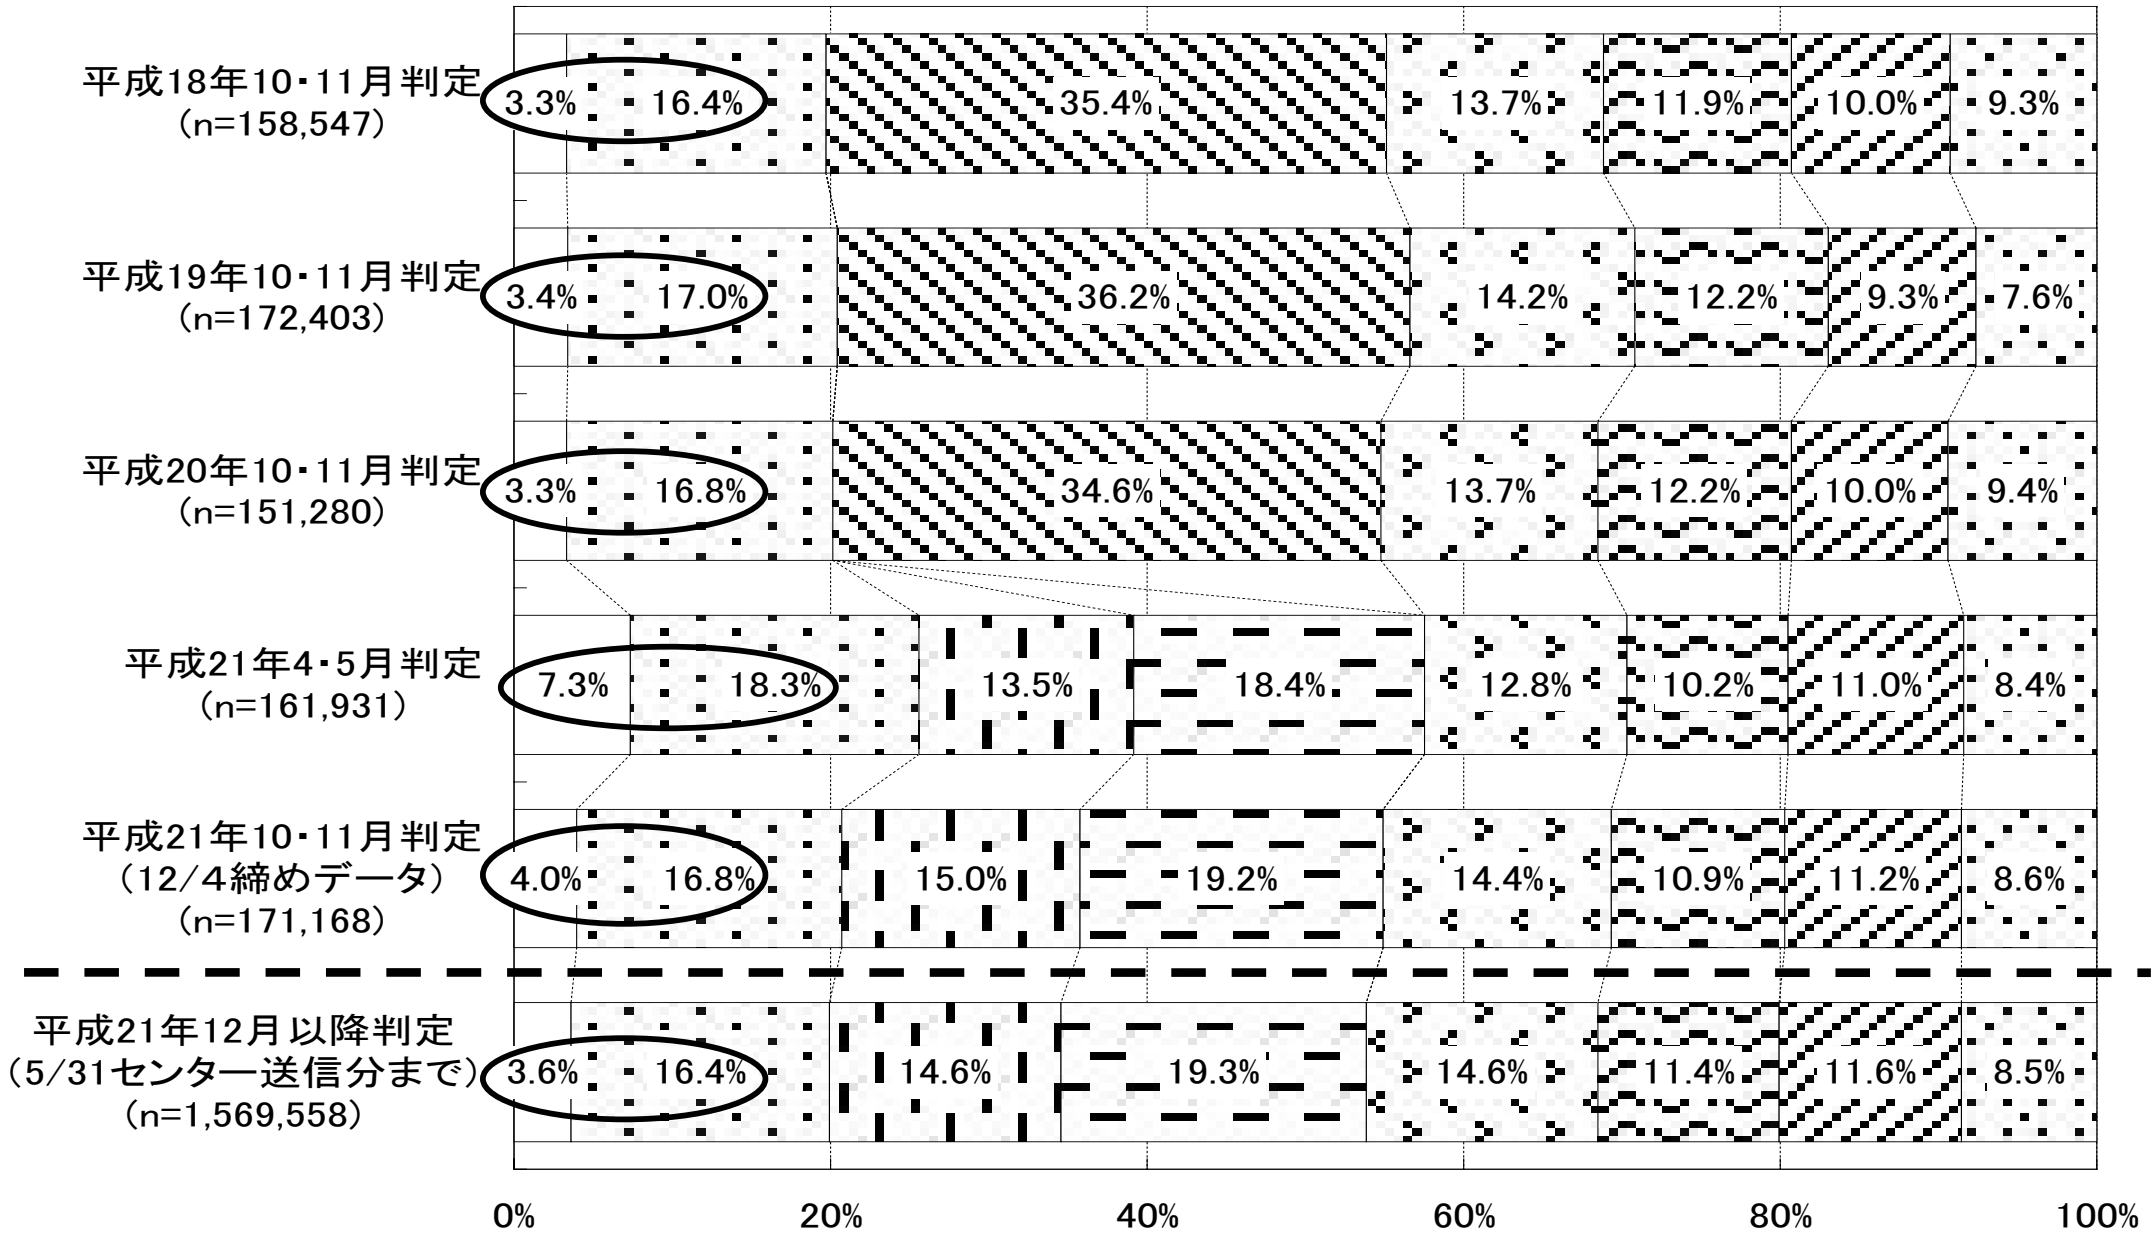 平成18年10・11月判定
(n=158,547)
3.3% 16.4% 35.4% 13.7% 11.9% 10.0% 9.3%
平成19年10・11月判定
(n=172,403)
3.4% 17.0% 36.2% 14.2% 12.2% 9.3% 7.6%
平成20年10・11月判定
(n=151,280)
3.3% 16.8% 34.6% 13.7% 12.2% 10.0% 9.4%
平成21年4・5月判定
(n=161,931)
7.3% 18.3% 13.5% 18.4% 12.8% 10.2% 11.0% 8.4%
平成21年10・11月判定
(12/4締めデータ)
(n=171,168)
4.0% 16.8% 15.0% 19.2% 14.4% 10.9% 11.2% 8.6%
平成21年12月以降判定
(5/31センター送信分まで)
(n=1,569,558)
3.6% 16.4% 14.6% 19.3% 14.6% 11.4% 11.6% 8.5%
0% 20% 40% 60% 80% 100%